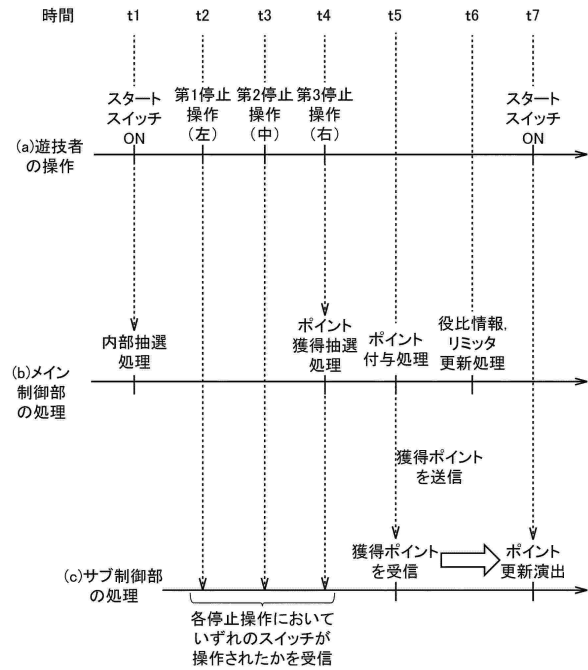 時間 t1 t2 t3 t4 t5 t6 t7
スタート
スイッチ
ON
第1停止
操作
(左)
第2停止
操作
(中)
第3停止
操作
(右)
スタート
スイッチ
ON
(a)遊技者
の操作
内部抽選
処理
ポイント
獲得抽選
処理
ポイント
付与処理
役比情報,
リミッタ
更新処理
(b)メイン
制御部
の処理
獲得ポイント
を送信
獲得ポイント
を受信
ポイント
更新演出
(c)サブ制御部
の処理
各停止操作において
いずれのスイッチが
操作されたかを受信